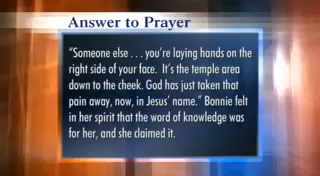 Answer to Prayer
"Someone else . . . you're laying hands on the
right side of your face. It's the temple area
down to the cheek. God has just taken that
pain away, now, in Jesus' name." Bonnie felt
in her spirit that the word of knowledge was
for her, and she claimed it.